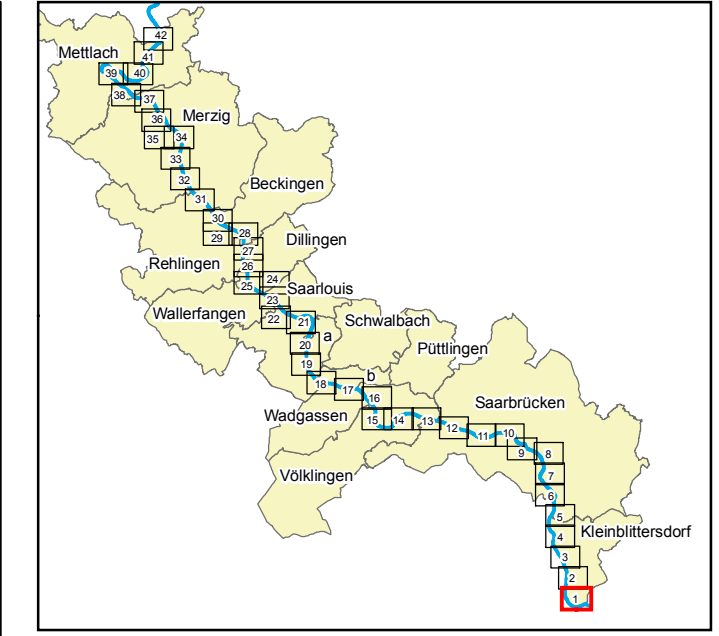 42
Mettlach
41
39
40
38
37
36
Merzig
35
34
33
32
Beckingen
31
30
29
28
Dillingen
27
Rehlingen
26
24
25
Saarlouis
23
Wallerfangen
22
21
Schwalbach
a
20
Püttlingen
19
b
18
17
16
Saarbrücken
Wadgassen
15
14
13
12
11
10
9
8
Völklingen
7
6
5
Kleinblittersdorf
4
3
2
1